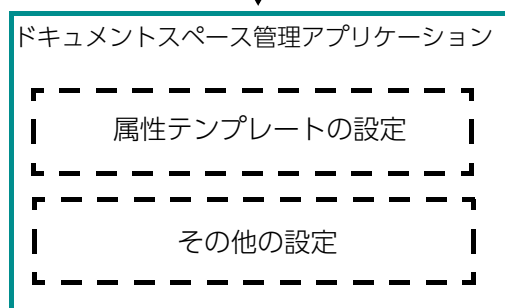 ドキュメントスペース管理アプリケーション
属性テンプレートの設定
その他の設定